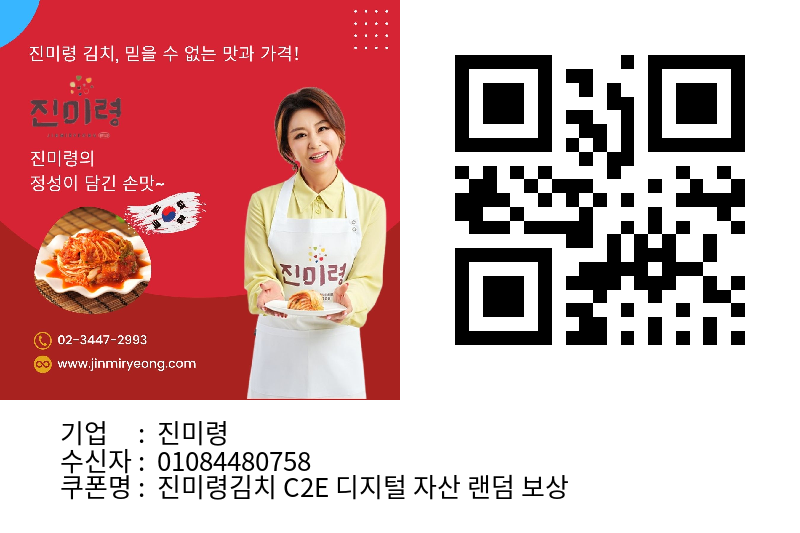 진미령 김치, 믿을 수 없는 맛과 가격!
진미령
진미령의
정성이 담긴 손맛~
진미령
02-3447-2993
www.jinmiryeong.com
기업 : 진미령
수신자 : 01084480758
쿠폰명 : 진미령김치 C2E 디지털 자산 랜덤 보상